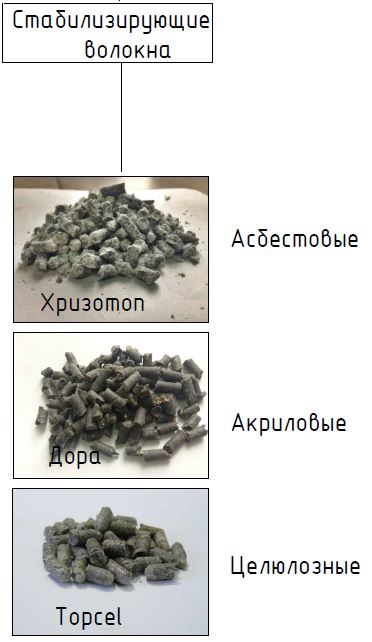 Стабилизирующие
волокна
Асбестовые
Хризотоп
Акриловые
Дора
Целюлозные
Topcel